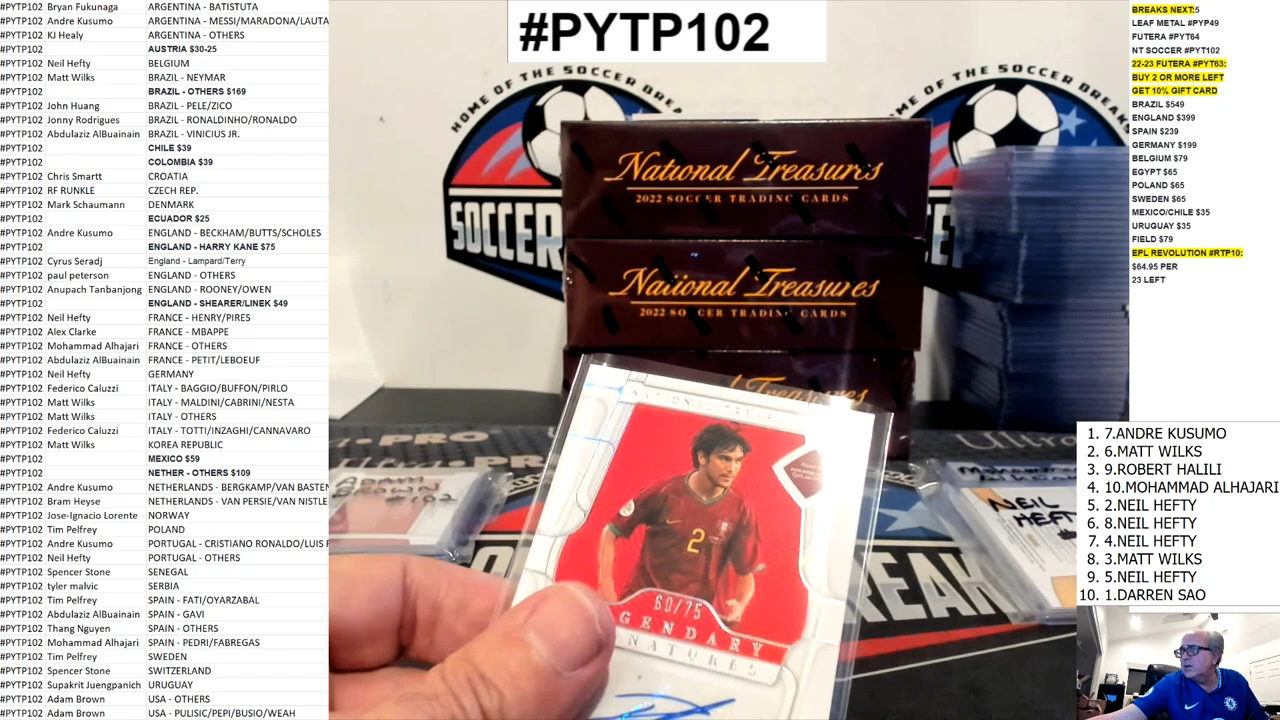 #PYTP102 Bryan Fukunaga ARGENTINA - BATISTUTA
#PYTP102 Andre Kusumo ARGENTINA - MESSI/MARADONA/LAUTA
#PYTP102 KJ Healy ARGENTINA - OTHERS
#PYTP102 AUSTRIA $30-25
#PYTP102 Neil Hefty BELGIUM
#PYTP102 Matt Wilks BRAZIL - NEYMAR
#PYTP102 BRAZIL - OTHERS $169
#PYTP102 John Huang BRAZIL - PELE/ZICO
#PYTP102 Jonny Rodrigues BRAZIL - RONALDINHO/RONALDO
#PYTP102 Abdulaziz AlBuainain BRAZIL - VINICIUS JR.
#PYTP102 CHILE $39
#PYTP102 COLOMBIA $39
#PYTP102 Chris Smartt CROATIA
#PYTP102 RF RUNKLE CZECH REP.
#PYTP102 Mark Schaumann DENMARK
#PYTP102 ECUADOR $25
#PYTP102 Andre Kusumo ENGLAND - BECKHAM/BUTTS/SCHOLES
#PYTP102 ENGLAND - HARRY KANE $75
#PYTP102 Cyrus Seradj England - Lampard/Terry
#PYTP102 paul peterson ENGLAND - OTHERS
#PYTP102 Anupach Tanbanjong ENGLAND - ROONEY/OWEN
#PYTP102 ENGLAND - SHEARER/LINEK $49
#PYTP102 Neil Hefty FRANCE - HENRY/PIRES
#PYTP102 Alex Clarke FRANCE - MBAPPE
#PYTP102 Mohammad Alhajari FRANCE - OTHERS
#PYTP102 Abdulaziz AlBuainain FRANCE - PETIT/LEBOEUF
#PYTP102 Neil Hefty GERMANY
#PYTP102 Federico Caluzzi ITALY - BAGGIO/BUFFON/PIRLO
#PYTP102 Matt Wilks ITALY - MALDINI/CABRINI/NESTA
#PYTP102 Matt Wilks ITALY - OTHERS
#PYTP102 Federico Caluzzi ITALY - TOTTI/INZAGHI/CANNAVARO
#PYTP102 Matt Wilks KOREA REPUBLIC
#PYTP102 MEXICO $59
#PYTP102 NETHER - OTHERS $109
#PYTP102 Andre Kusumo NETHERLANDS - BERGKAMP/VAN BASTEN
#PYTP102 Bram Heyse NETHERLANDS - VAN PERSIE/VAN NISTLE
#PYTP102 Jose-Ignacio Lorente NORWAY
#PYTP102 Tim Pelfrey POLAND
#PYTP102 Andre Kusumo PORTUGAL - CRISTIANO RONALDO/LUIS F
#PYTP102 Neil Hefty PORTUGAL - OTHERS
#PYTP102 Spencer Stone SENEGAL
#PYTP102 tyler malvic SERBIA
#PYTP102 Tim Pelfrey SPAIN - FATI/OYARZABAL
#PYTP102 Abdulaziz AlBuainain SPAIN - GAVI
#PYTP102 Thang Nguyen SPAIN - OTHERS
#PYTP102 Mohammed Alhajari SPAIN - PEDRI/FABREGAS
#PYTP102 Tim Pelfrey SWEDEN
#PYTP102 Spencer Stone SWITZERLAND
#PYTP102 Supakrit Juengpanich URUGUAY
#PYTP102 Adam Brown USA - OTHERS
#PYTP102 Adam Brown USA - PULISIC/PEPI/BUSIO/WEAH
#PYTP102
HOME OF THE SOCCER BREAK
SOCCER
National Treasures
2022 SOCCER TRADING CARDS
National Treasures
2022 SOCCER TRADING CARDS
Treasures
ADAM
BROWN
#102
2
60/75
GENDARY
NATURES
NEIL
HEFTY
BREAK
BREAKS NEXT:5
LEAF METAL #PYP49
FUTERA #PYT64
NT SOCCER #PYT102
22-23 FUTERA #PYT63:
BUY 2 OR MORE LEFT
GET 10% GIFT CARD
BRAZIL $549
ENGLAND $399
SPAIN $239
GERMANY $199
BELGIUM $79
EGYPT $65
POLAND $65
SWEDEN $65
MEXICO/CHILE $35
URUGUAY $35
FIELD $79
EPL REVOLUTION #RTP10:
$64.95 PER
23 LEFT
1. 7.ANDRE KUSUMO
2. 6.MATT WILKS
3. 9.ROBERT HALILI
4. 10.MOHAMMAD ALHAJARI
5. 2.NEIL HEFTY
6. 8.NEIL HEFTY
7. 4.NEIL HEFTY
8. 3.MATT WILKS
9. 5.NEIL HEFTY
10. 1.DARREN SAO